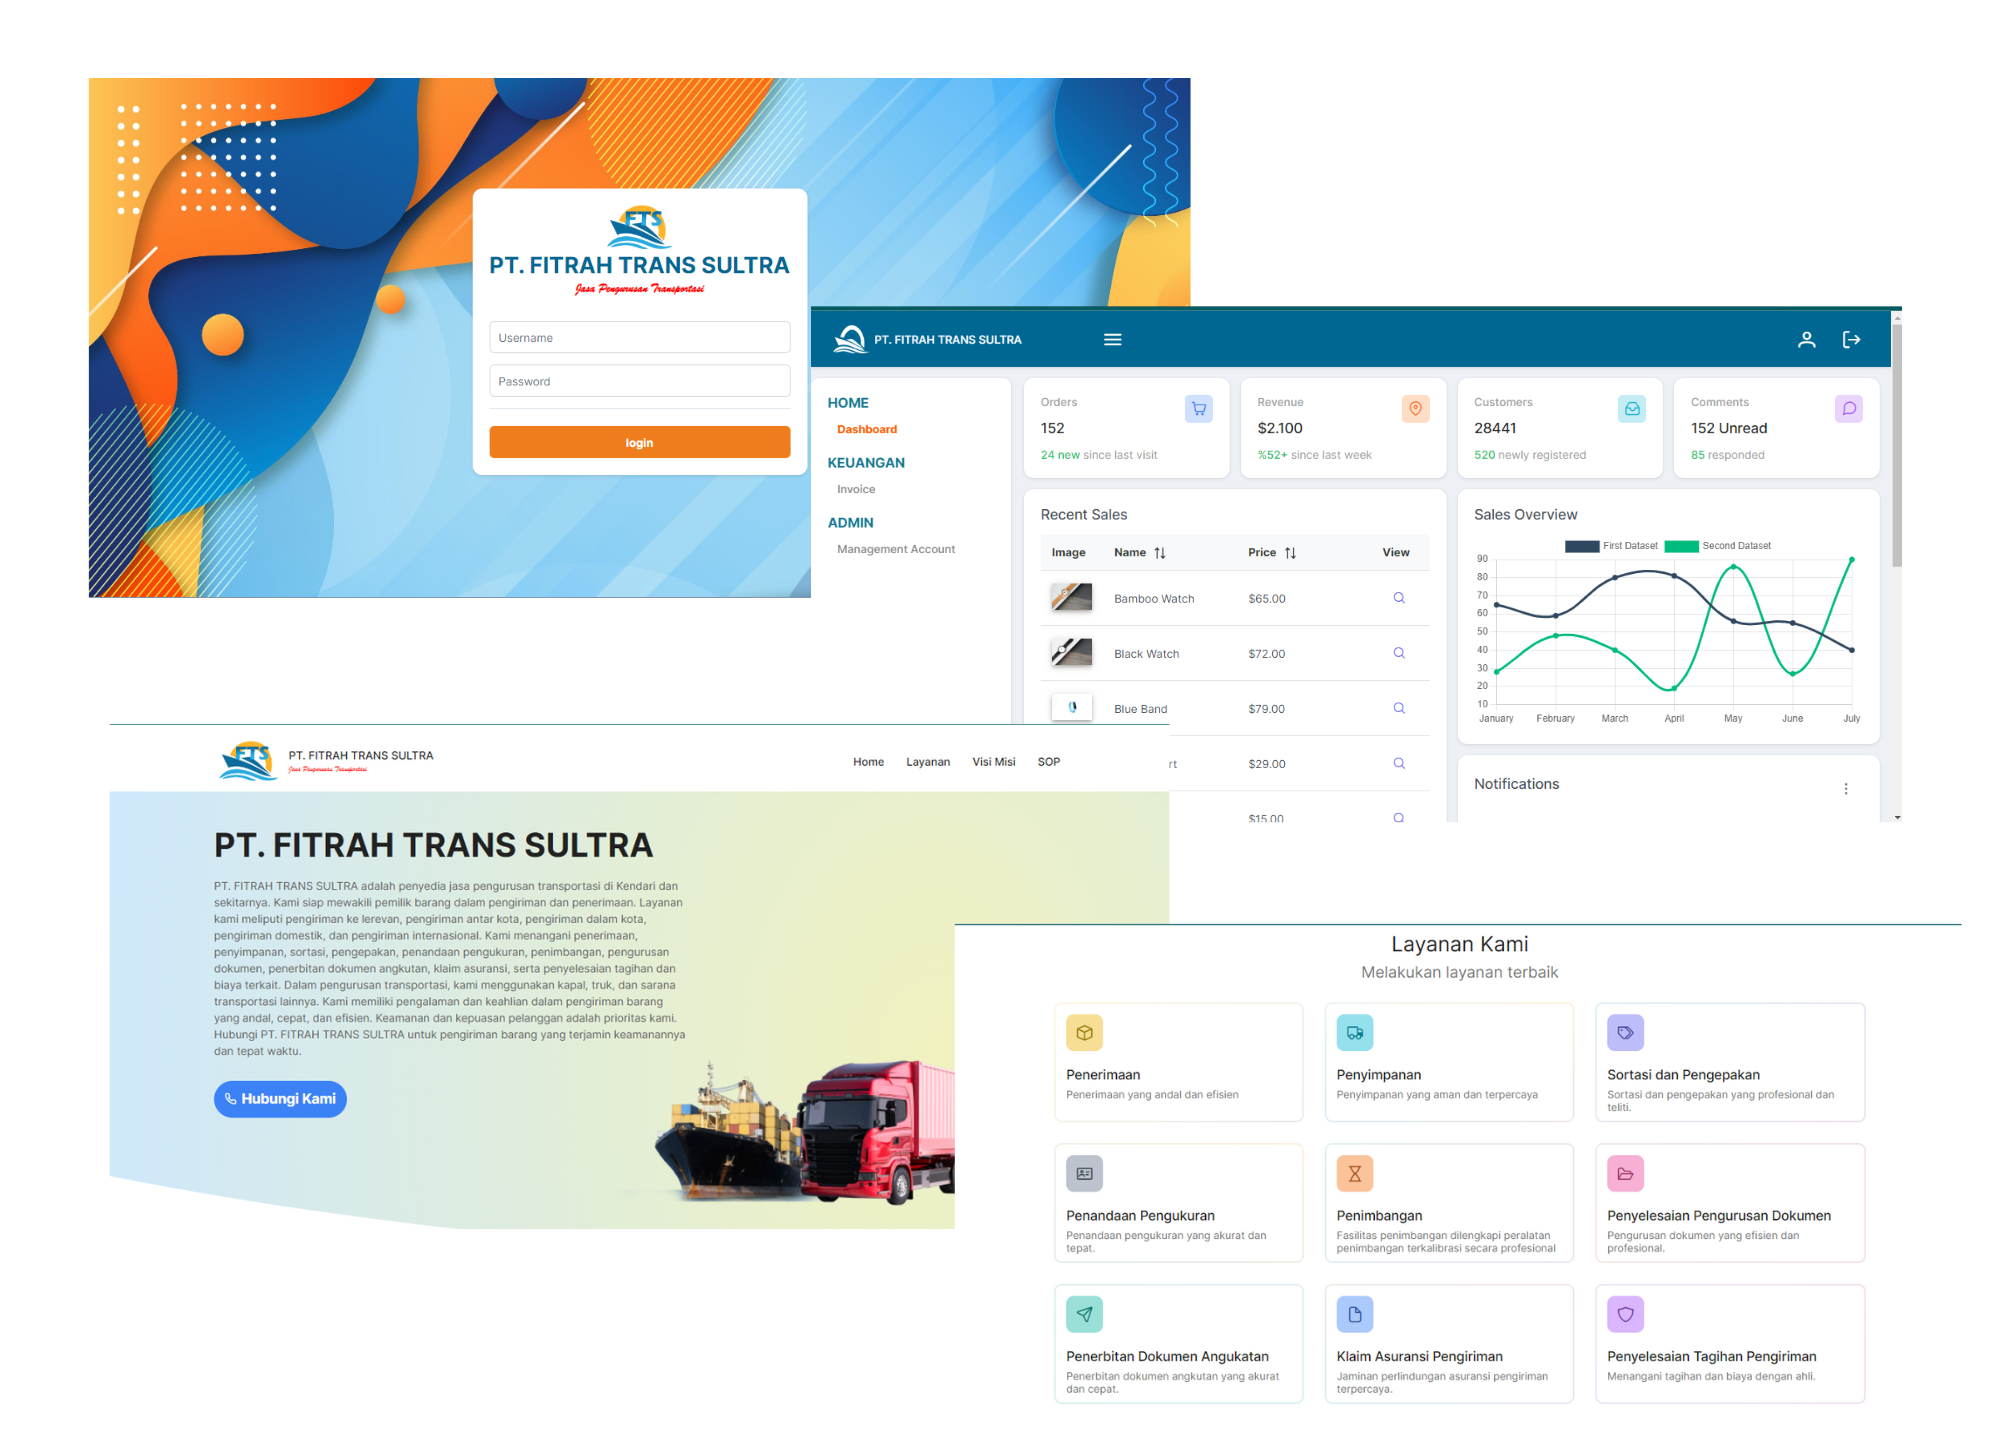 FTS
PT. FITRAH TRANS SULTRA
Jasa Pengurusan Transportasi
Username
Password
login
PT. FITRAH TRANS SULTRA
HOME
Dashboard
KEUANGAN
Invoice
ADMIN
Management Account
Orders
152
24 new since last visit
Revenue
$2.100
%52+ since last week
Customers
28441
520 newly registered
Comments
152 Unread
85 responded
Recent Sales
Image Name Price View
Bamboo Watch $65.00
Black Watch $72.00
Blue Band $79.00
rt $29.00
$15.00
Sales Overview
First Dataset Second Dataset
90
80
70
60
50
40
30
20
10
January February March April May June July
Notifications
FTS
PT. FITRAH TRANS SULTRA
Jasa Pengurusan Transportasi
Home Layanan Visi Misi SOP
PT. FITRAH TRANS SULTRA
PT. FITRAH TRANS SULTRA adalah penyedia jasa pengurusan transportasi di Kendari dan
sekitarnya. Kami siap mewakili pemilik barang dalam pengiriman dan penerimaan. Layanan
kami meliputi pengiriman ke lerevan, pengiriman antar kota, pengiriman dalam kota,
pengiriman domestik, dan pengiriman internasional. Kami menangani penerimaan,
penyimpanan, sortasi, pengepakan, penandaan pengukuran, penimbangan, pengurusan
dokumen, penerbitan dokumen angkutan, klaim asuransi, serta penyelesaian tagihan dan
biaya terkait. Dalam pengurusan transportasi, kami menggunakan kapal, truk, dan sarana
transportasi lainnya. Kami memiliki pengalaman dan keahlian dalam pengiriman barang
yang andal, cepat, dan efisien. Keamanan dan kepuasan pelanggan adalah prioritas kami.
Hubungi PT. FITRAH TRANS SULTRA untuk pengiriman barang yang terjamin keamanannya
dan tepat waktu.
Hubungi Kami
Layanan Kami
Melakukan layanan terbaik
Penerimaan
Penerimaan yang andal dan efisien
Penyimpanan
Penyimpanan yang aman dan terpercaya
Sortasi dan Pengepakan
Sortasi dan pengepakan yang profesional dan
teliti.
Penandaan Pengukuran
Penandaan pengukuran yang akurat dan
tepat.
Penimbangan
Fasilitas penimbangan dilengkapi peralatan
penimbangan terkalibrasi secara profesional
Penyelesaian Pengurusan Dokumen
Pengurusan dokumen yang efisien dan
profesional.
Penerbitan Dokumen Angukatan
Penerbitan dokumen angkutan yang akurat
dan cepat.
Klaim Asuransi Pengiriman
Jaminan perlindungan asuransi pengiriman
terpercaya.
Penyelesaian Tagihan Pengiriman
Menangani tagihan dan biaya dengan ahli.